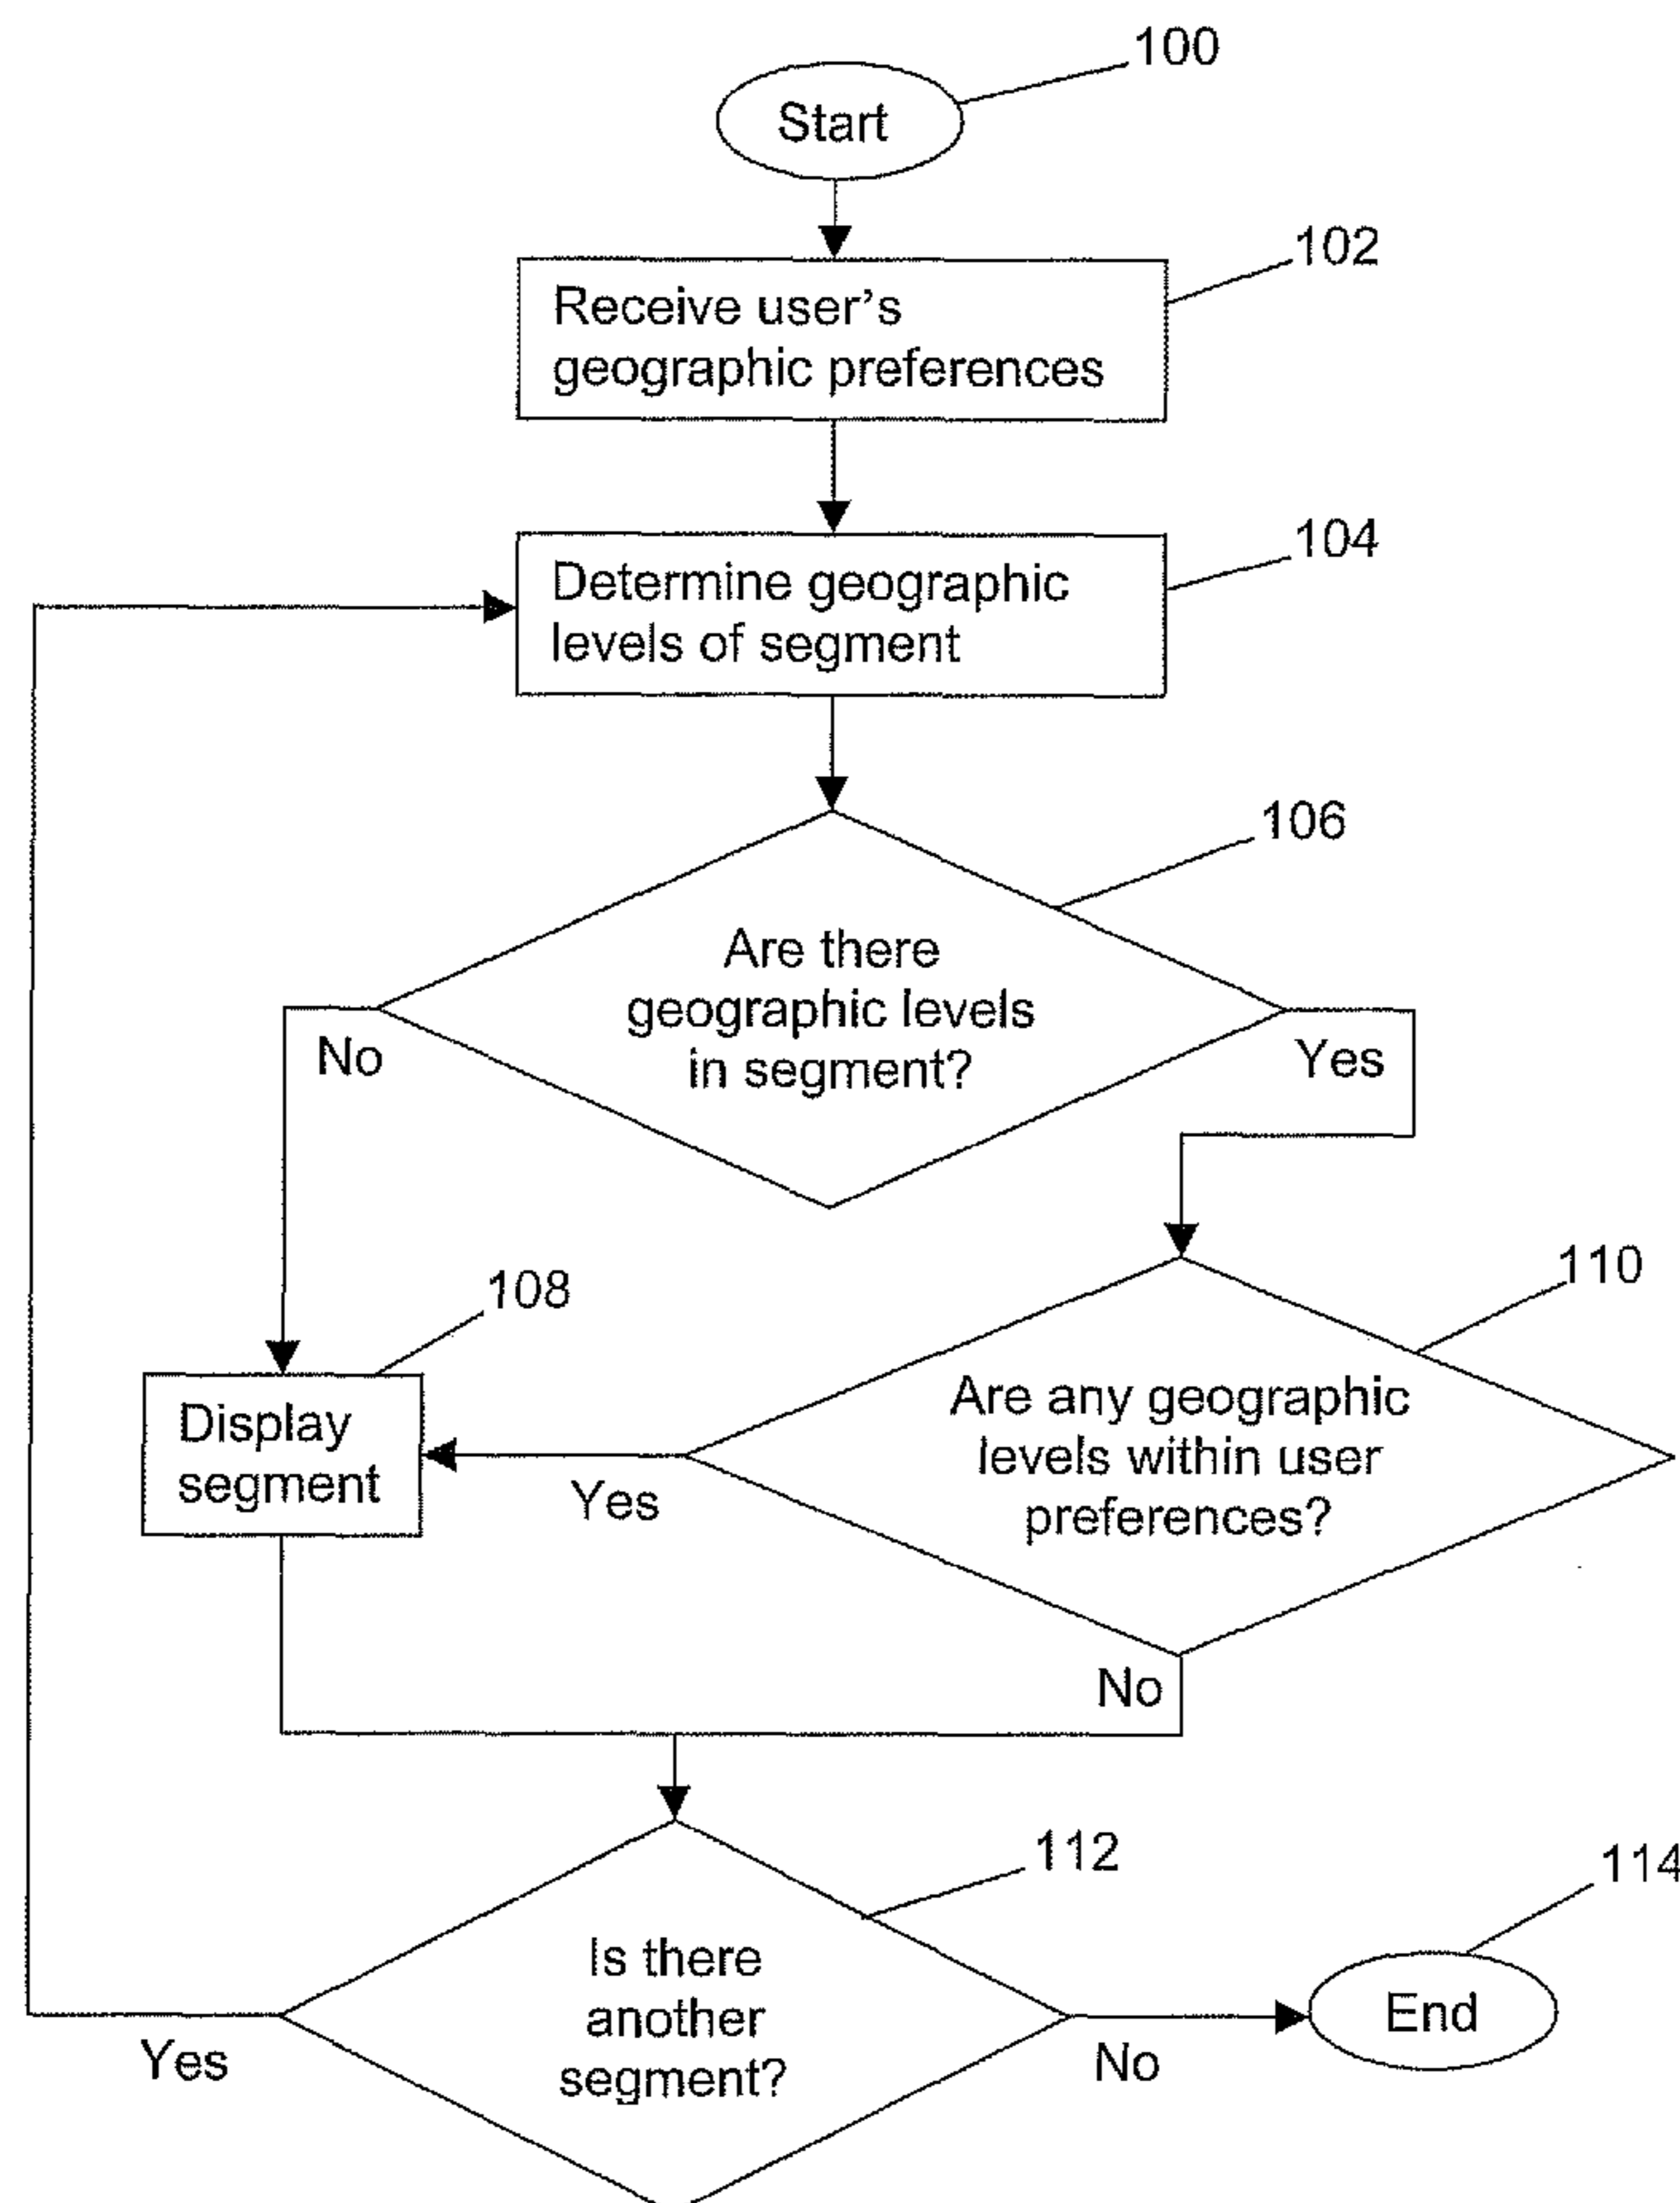 100
Start
102
Receive user's
geographic preferences
104
Determine geographic
levels of segment
106
Are there
geographic levels
in segment?
No
Yes
108
110
Display
segment
Are any geographic
levels within user
preferences?
Yes
No
112
114
Is there
another
segment?
End
Yes
No